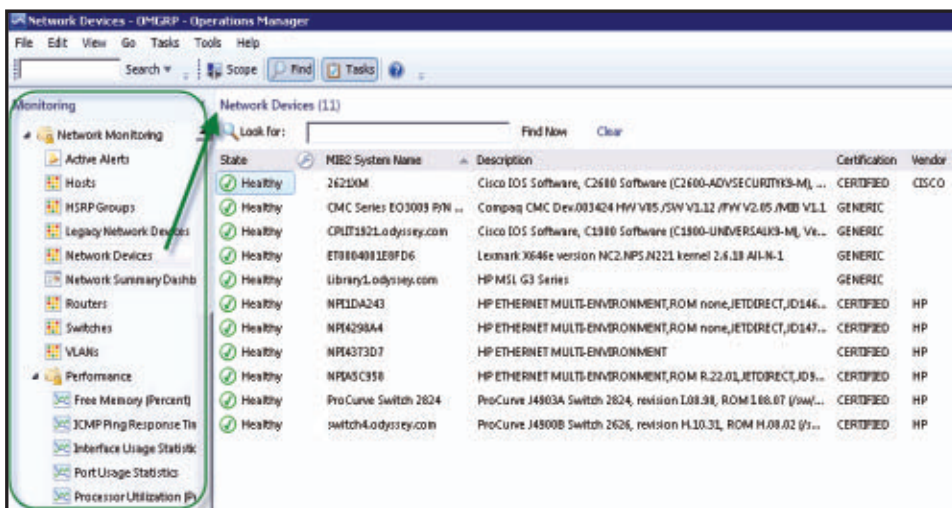 Network Devices - OMGRP - Operations Manager
File Edit View Go Tasks Tools Help
Search Scope Find Tasks
Monitoring
Network Monitoring
Active Alerts
Hosts
HSRP Groups
Legacy Network Devices
Network Devices
Network Summary Dashb
Routers
Switches
VLANs
Performance
Free Memory (Percent)
ICMP Ping Response Tim
Interface Usage Statistic
Port Usage Statistics
Processor Utilization (P
Network Devices (11)
Look for: Find Now Clear
State MIB2 System Name Description Certification Vendor
Healthy 2621XM Cisco IOS Software, C2600 Software (C2600-ADVSECURITYK9-M), ... CERTIFIED CISCO
Healthy CMC Series EO3003 P/N ... Compaq CMC Dev.003424 HW V05 /SW V1.12 /FW V2.05 /MIB V1.1 GENERIC
Healthy Cisco IOS Software, C1900 Software (C1900-UNIVERSALK9-M), Ve... GENERIC
Healthy Lexmark X646e version NC2.NPS.N221 kernel 2.6.18 All-N-1 GENERIC
Healthy Library1.odyssey.com HP MSL G3 Series GENERIC
Healthy NPI1DA243 HP ETHERNET MULTI-ENVIRONMENT,ROM none,JETDIRECT,JD146... CERTIFIED HP
Healthy NPI4298A4 HP ETHERNET MULTI-ENVIRONMENT,ROM none,JETDIRECT,JD147... CERTIFIED HP
Healthy NPI4373D7 HP ETHERNET MULTI-ENVIRONMENT CERTIFIED HP
Healthy NPIA5C958 HP ETHERNET MULTI-ENVIRONMENT,ROM R.22.01,JETDIRECT,JD9... CERTIFIED HP
Healthy ProCurve Switch 2824 ProCurve J4903A Switch 2824, revision I.08.98, ROM I.08.07 (/sw/... CERTIFIED HP
Healthy switch4.odyssey.com ProCurve J4900B Switch 2626, revision H.10.31, ROM H.08.02 (/s... CERTIFIED HP